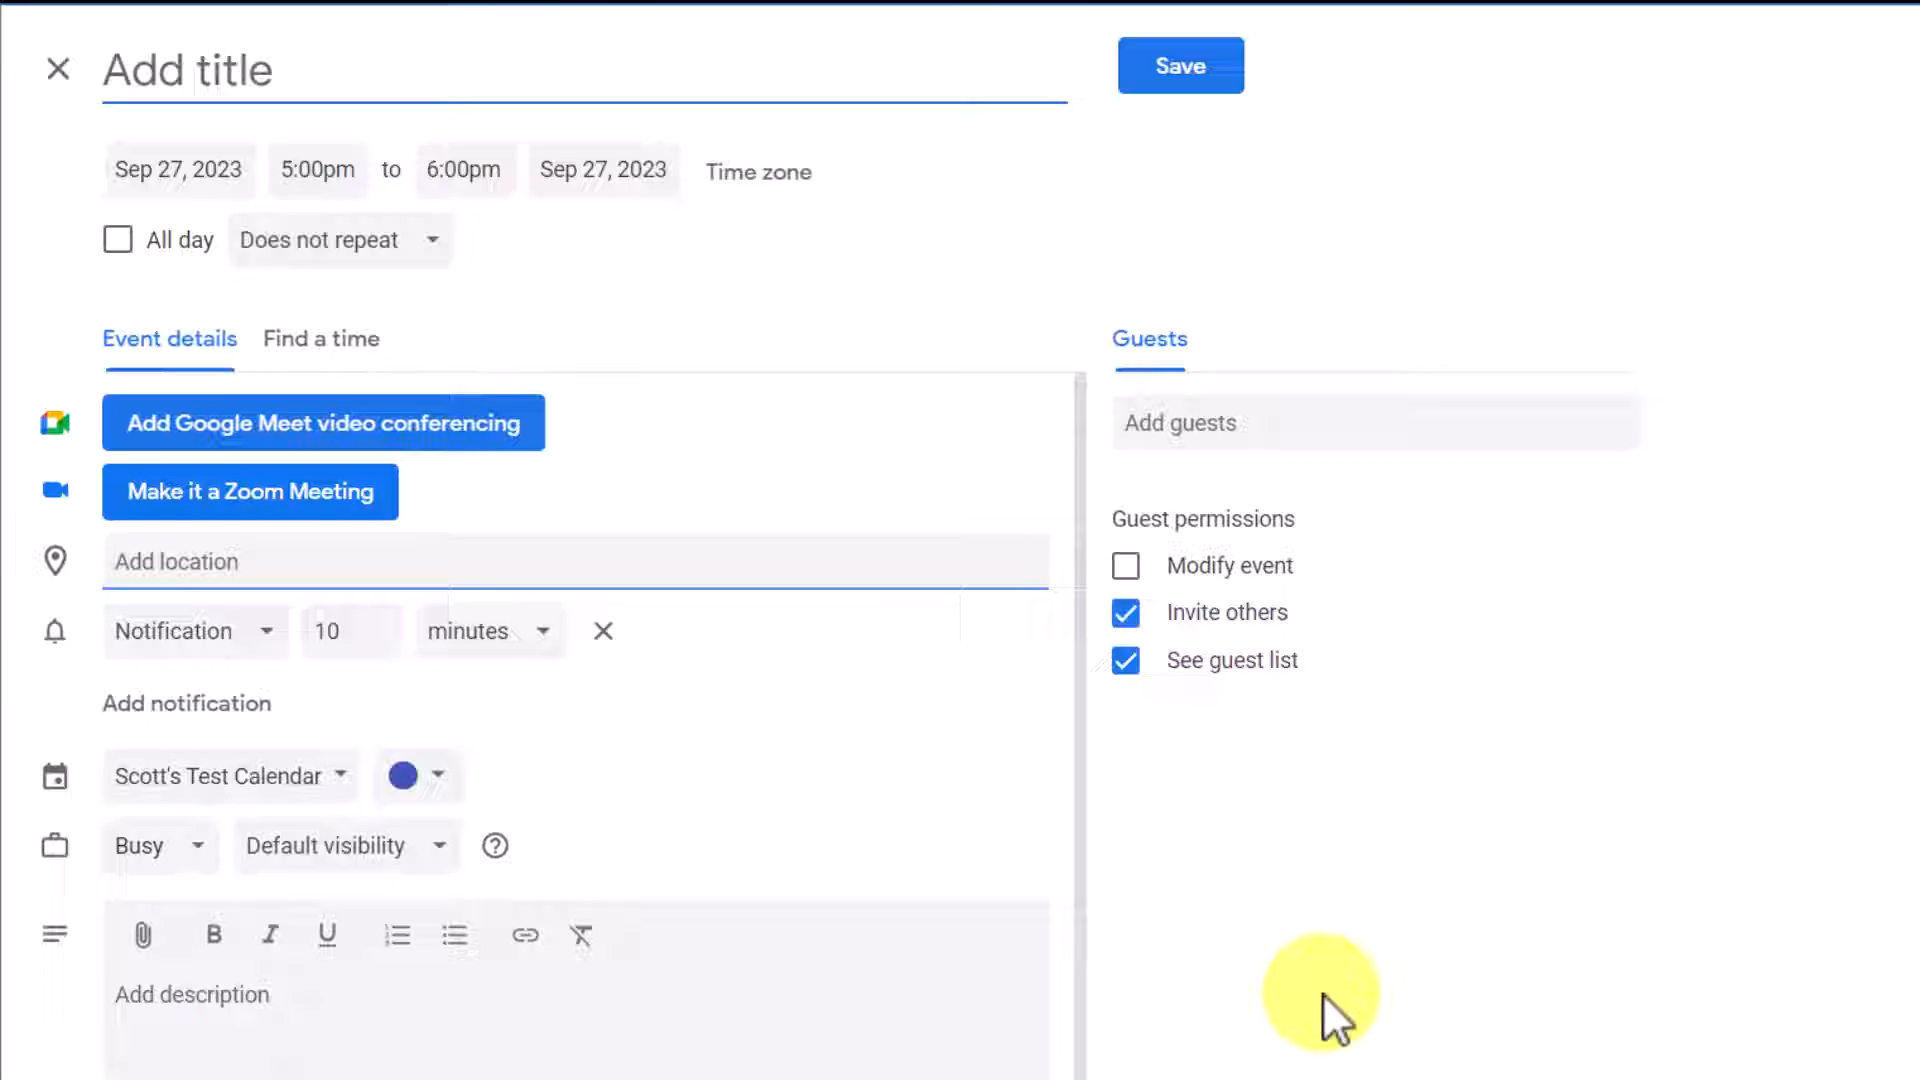 Add title
Save
Sep 27, 2023 5:00pm to 6:00pm Sep 27, 2023 Time zone
All day Does not repeat
Event details Find a time
Guests
Add Google Meet video conferencing
Add guests
Make it a Zoom Meeting
Guest permissions
Add location
Modify event
Invite others
Notification 10 minutes
See guest list
Add notification
Scott's Test Calendar
Busy Default visibility
B I U
Add description